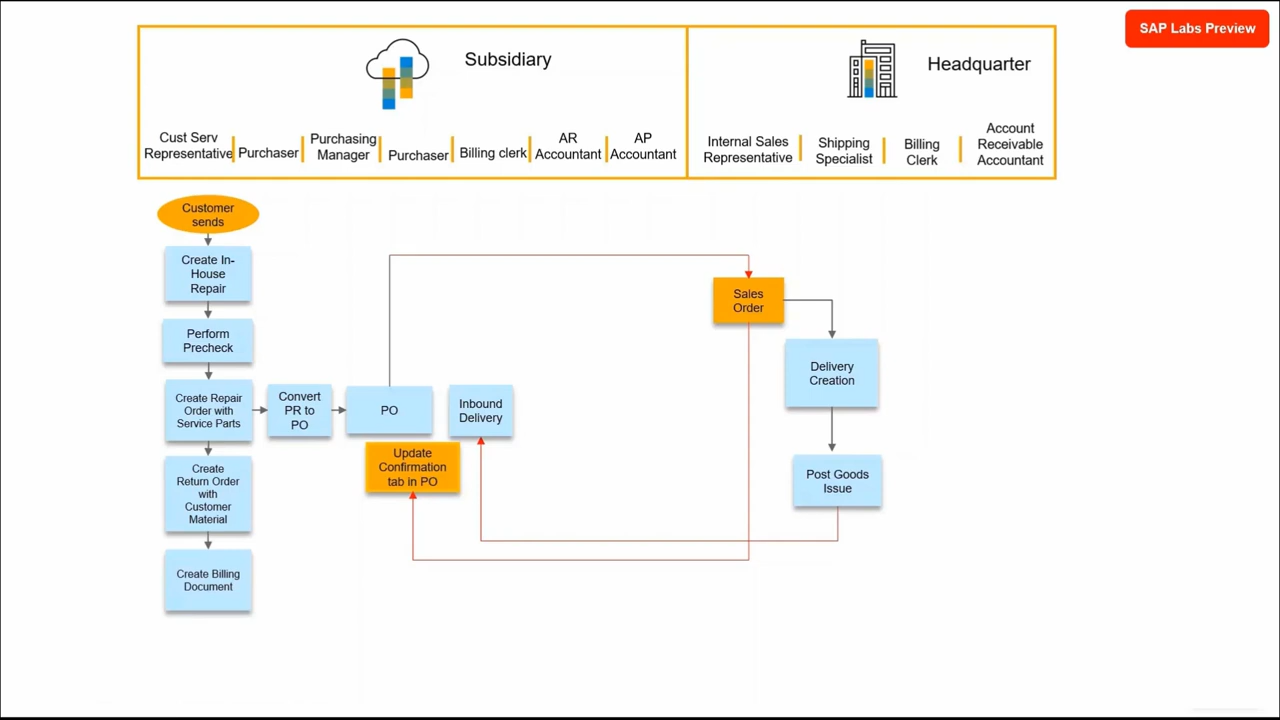 SAP Labs Preview
Subsidiary
Headquarter
Cust Serv
Representative
Purchaser
Purchasing
Manager
Purchaser
Billing clerk
AR
Accountant
AP
Accountant
Internal Sales
Representative
Shipping
Specialist
Billing
Clerk
Account
Receivable
Accountant
Customer
sends
Create In-
House
Repair
Perform
Precheck
Create Repair
Order with
Service Parts
Convert
PR to
PO
PO
Inbound
Delivery
Update
Confirmation
tab in PO
Create
Return Order
with
Customer
Material
Create Billing
Document
Sales
Order
Delivery
Creation
Post Goods
Issue